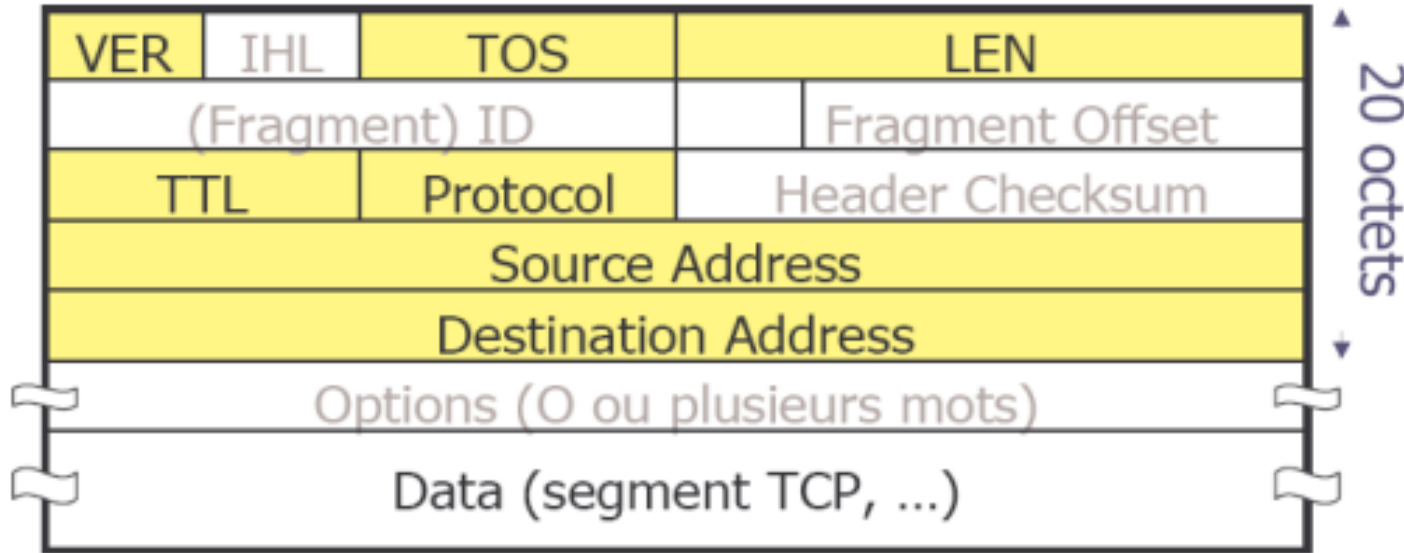 VER IHL TOS LEN
(Fragment) ID Fragment Offset
TTL Protocol Header Checksum
Source Address
Destination Address
Options (O ou plusieurs mots)
Data (segment TCP, ...)
20 octets